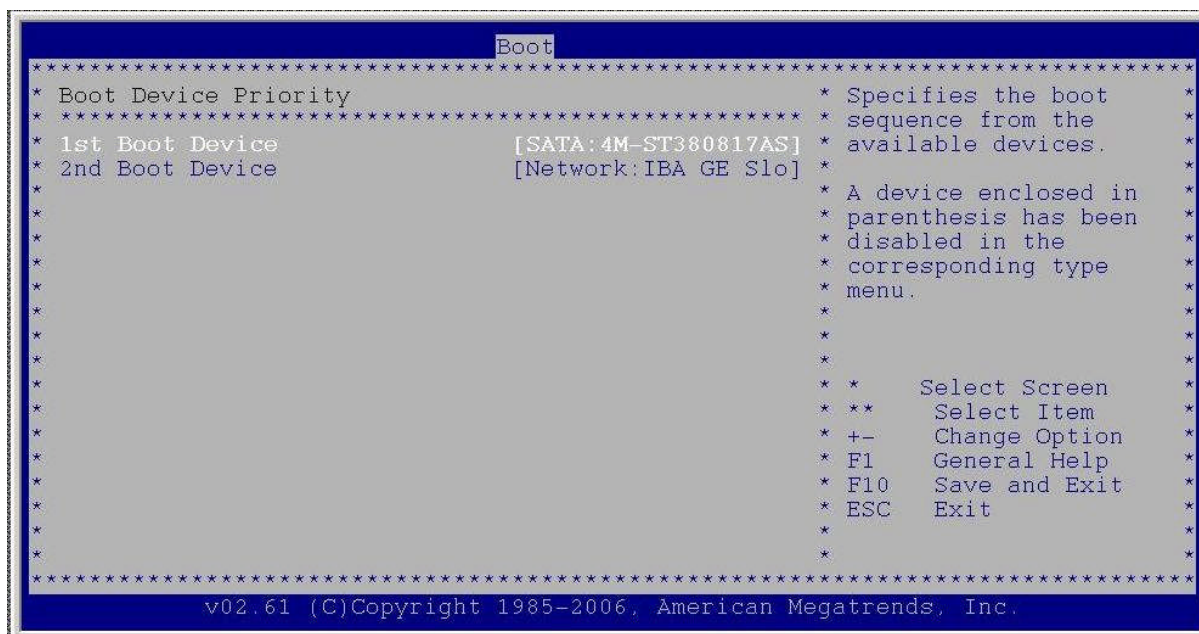 Boot
Boot Device Priority
1st Boot Device [SATA:4M-ST380817AS]
2nd Boot Device [Network:IBA GE Slo]
Specifies the boot
sequence from the
available devices.
A device enclosed in
parenthesis has been
disabled in the
corresponding type
menu.
* Select Screen
** Select Item
+- Change Option
F1 General Help
F10 Save and Exit
ESC Exit
v02.61 (C)Copyright 1985-2006, American Megatrends, Inc.